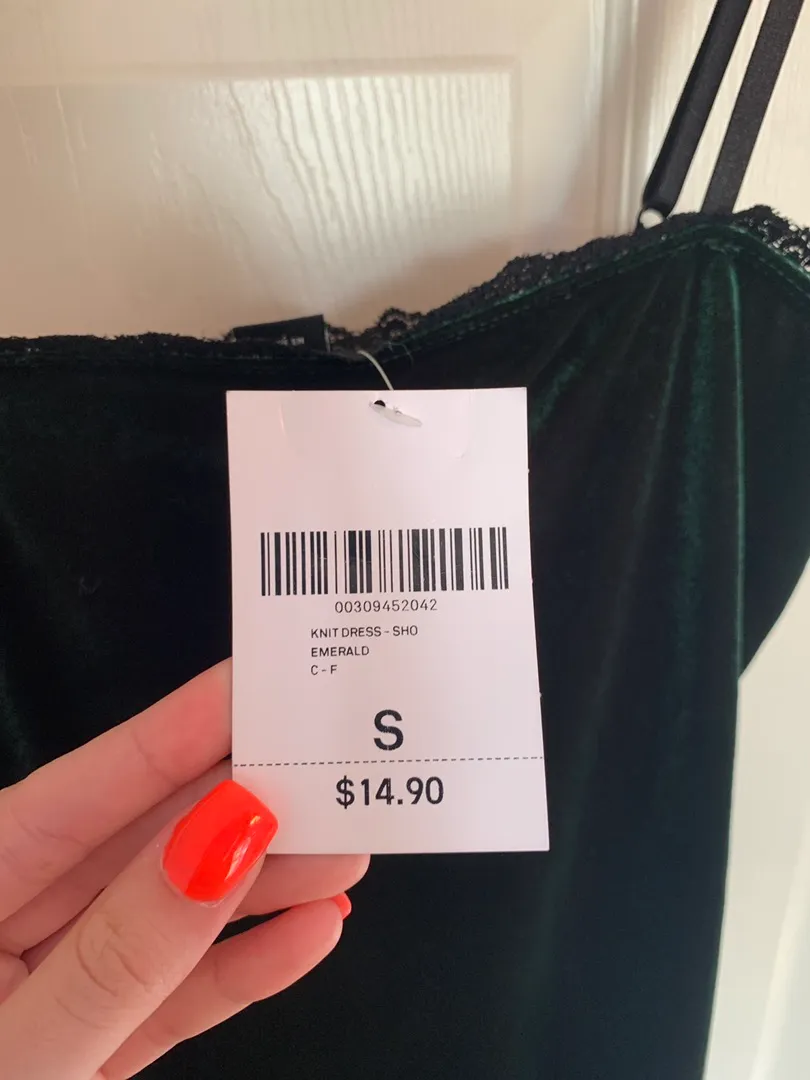 00309452042
KNIT DRESS - SHO
EMERALD
C - F
S
$14.90